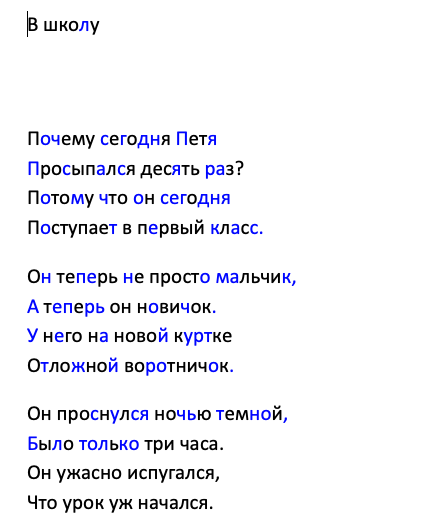 В школу
Почему сегодня Петя
Просыпался десять раз?
Потому что он сегодня
Поступает в первый класс.
Он теперь не просто мальчик,
А теперь он новичок.
У него на новой куртке
Отложной воротничок.
Он проснулся ночью темной,
Было только три часа.
Он ужасно испугался,
Что урок уж начался.